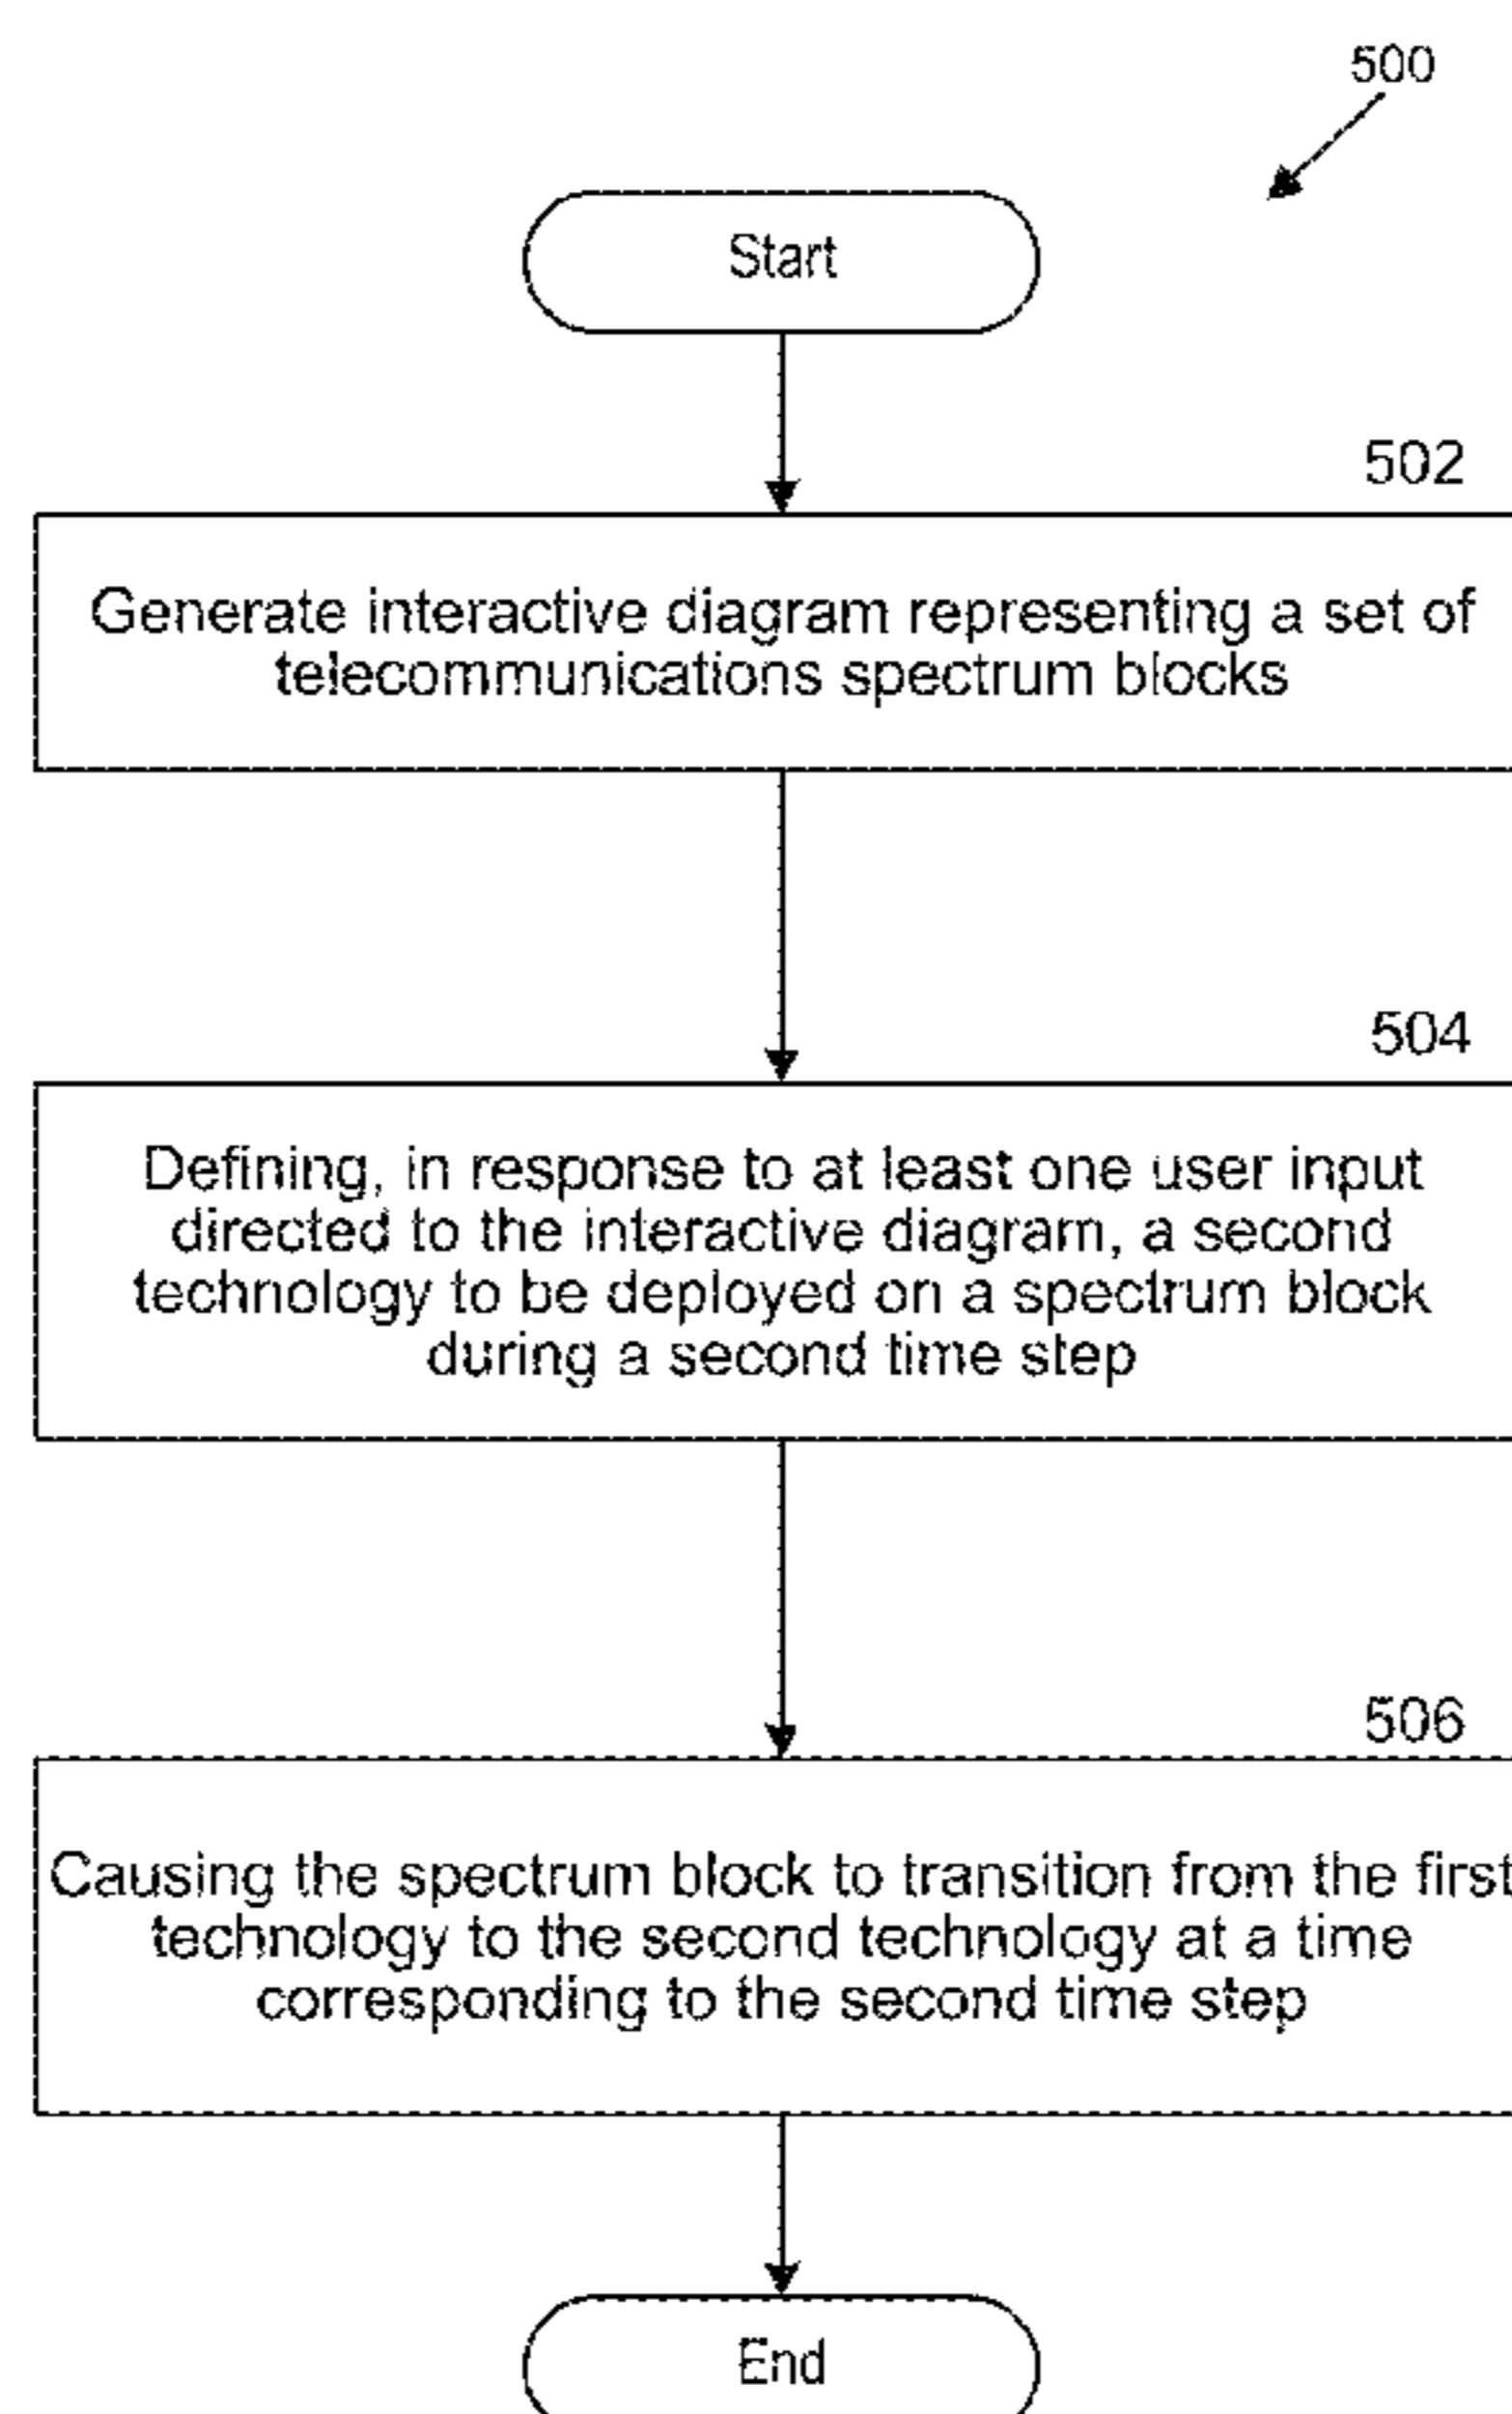 500
Start
502
Generate interactive diagram representing a set of
telecommunications spectrum blocks
504
Defining, in response to at least one user input
directed to the interactive diagram, a second
technology to be deployed on a spectrum block
during a second time step
506
Causing the spectrum block to transition from the first
technology to the second technology at a time
corresponding to the second time step
End